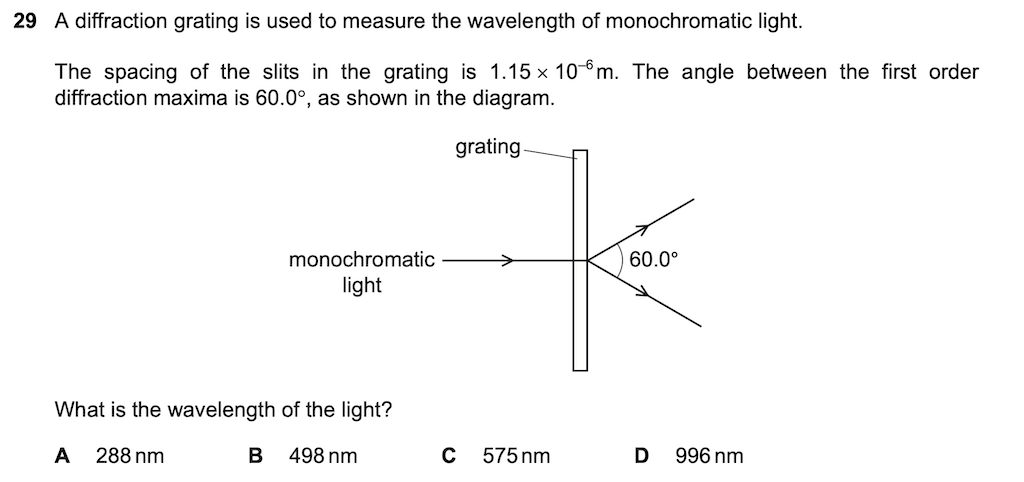 29 A diffraction grating is used to measure the wavelength of monochromatic light.
The spacing of the slits in the grating is 1.15 × 10⁻⁶ m. The angle between the first order
diffraction maxima is 60.0°, as shown in the diagram.
grating
monochromatic
light
60.0°
What is the wavelength of the light?
A 288 nm B 498 nm C 575 nm D 996 nm